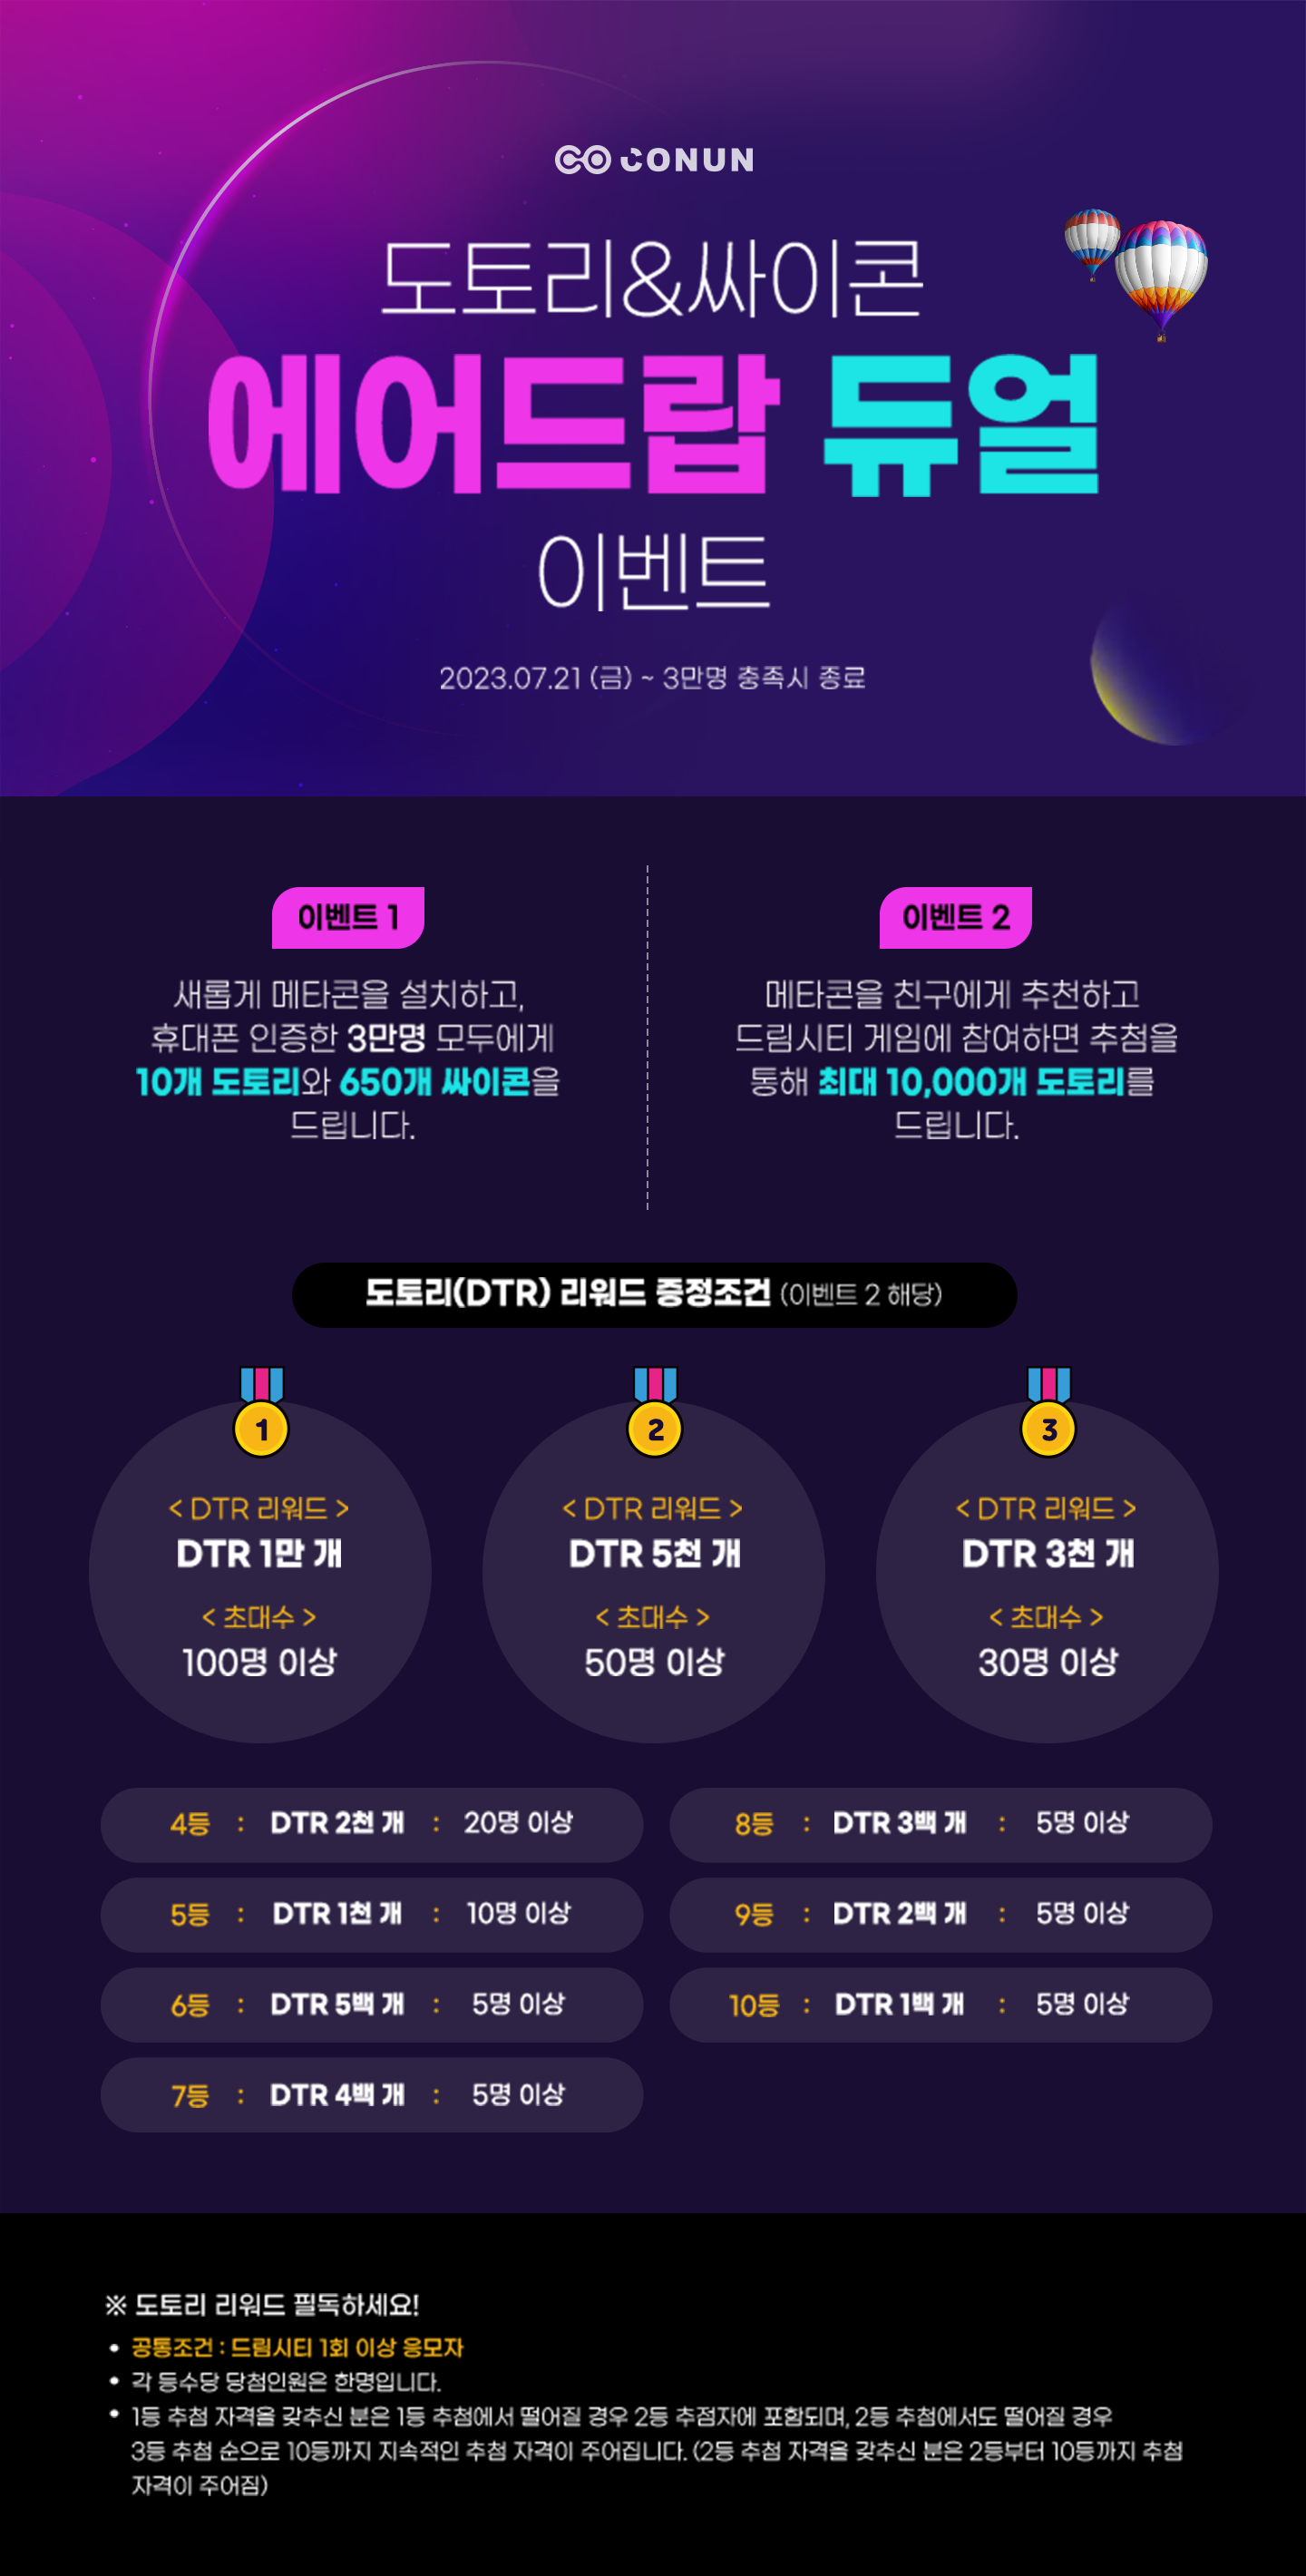 CONUN
도토리&싸이콘
에어드랍 듀얼
이벤트
2023.07.21 (금) ~ 3만명 충족시 종료
이벤트 1
새롭게 메타콘을 설치하고,
휴대폰 인증한 3만명 모두에게
10개 도토리와 650개 싸이콘을
드립니다.
이벤트 2
메타콘을 친구에게 추천하고
드림시티 게임에 참여하면 추첨을
통해 최대 10,000개 도토리를
드립니다.
도토리(DTR) 리워드 증정조건 (이벤트 2 해당)
1
< DTR 리워드 >
DTR 1만 개
< 초대수 >
100명 이상
2
< DTR 리워드 >
DTR 5천 개
< 초대수 >
50명 이상
3
< DTR 리워드 >
DTR 3천 개
< 초대수 >
30명 이상
4등 : DTR 2천 개 : 20명 이상
5등 : DTR 1천 개 : 10명 이상
6등 : DTR 5백 개 : 5명 이상
7등 : DTR 4백 개 : 5명 이상
8등 : DTR 3백 개 : 5명 이상
9등 : DTR 2백 개 : 5명 이상
10등 : DTR 1백 개 : 5명 이상
※ 도토리 리워드 필독하세요!
• 공통조건 : 드림시티 1회 이상 응모자
• 각 등수당 당첨인원은 한명입니다.
• 1등 추첨 자격을 갖추신 분은 1등 추첨에서 떨어질 경우 2등 추점자에 포함되며, 2등 추첨에서도 떨어질 경우
3등 추첨 순으로 10등까지 지속적인 추첨 자격이 주어집니다. (2등 추첨 자격을 갖추신 분은 2등부터 10등까지 추첨
자격이 주어짐)